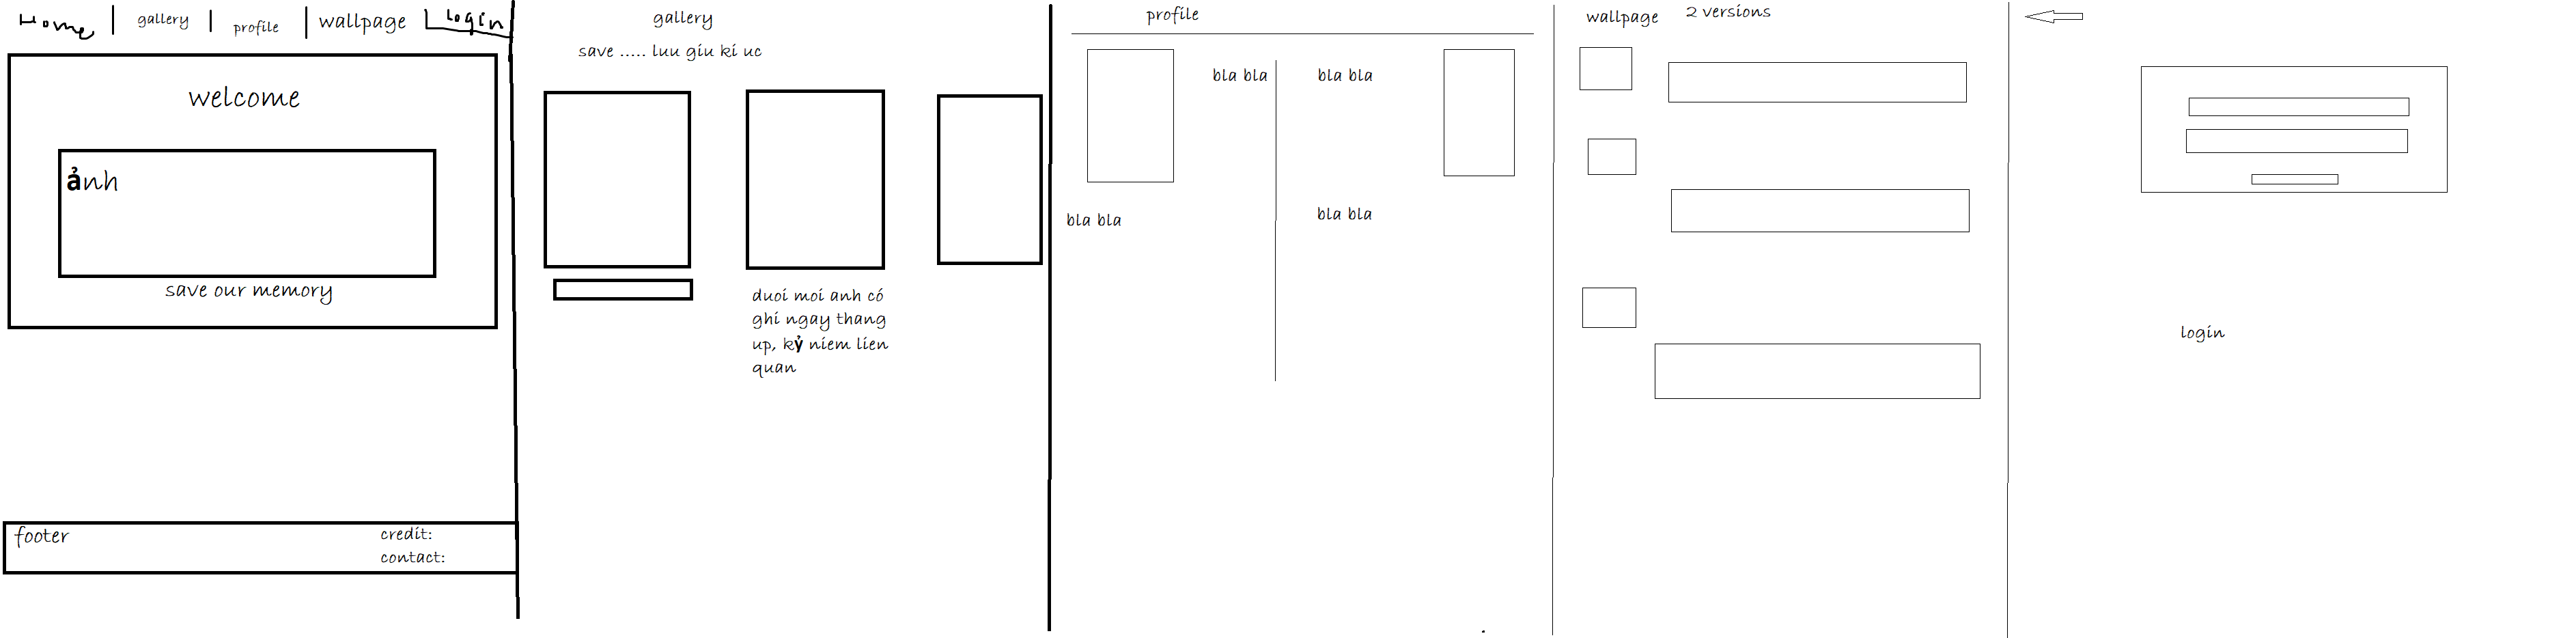 Home gallery profile wallpage Login
welcome
ảnh
save our memory
footer
credit:
contact:
gallery
save ..... luu giu ki uc
duoi moi anh có
ghi ngay thang
up, kỷ niem lien
quan
profile
bla bla
bla bla
bla bla
bla bla
wallpage 2 versions
login